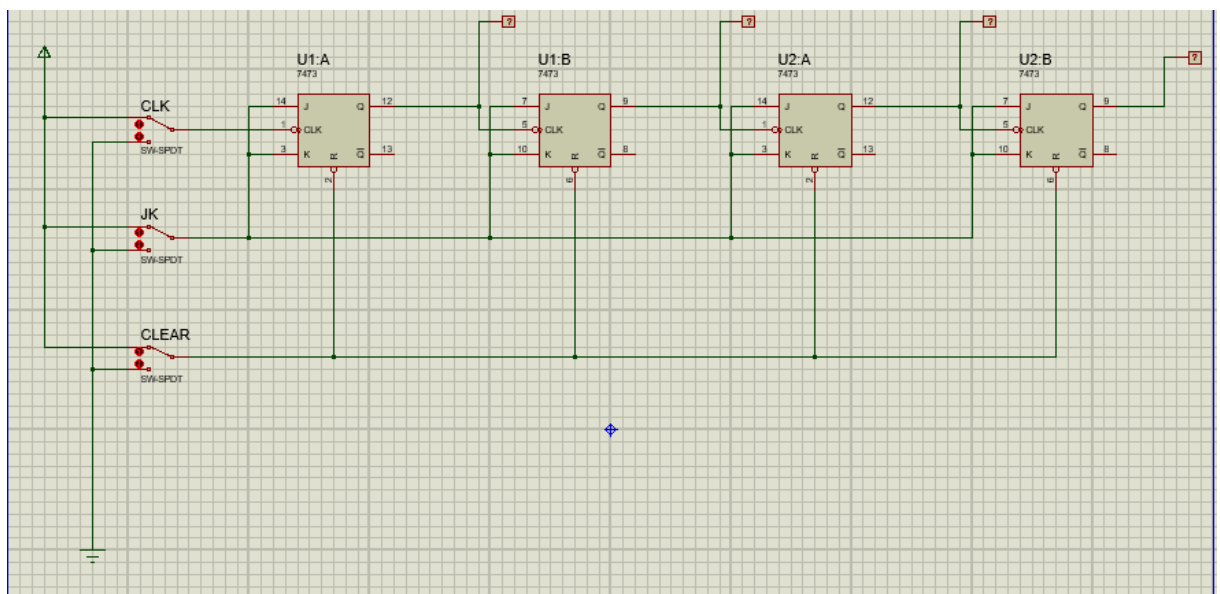 ? ? ?
U1:A U1:B U2:A U2:B
7473 7473 7473 7473
?
CLK
SW-SPDT
14 J Q 12 7 J Q 9 14 J Q 12 7 J Q 9
1 CLK 5 CLK 1 CLK 5 CLK
3 K R Q 13 10 K R Q 8 3 K R Q 13 10 K R Q 8
2 6 2 6
JK
SW-SPDT
CLEAR
SW-SPDT